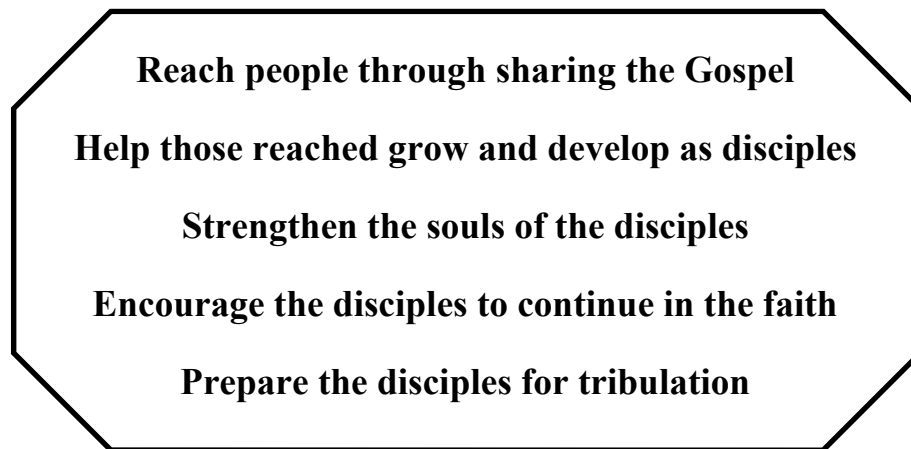 Reach people through sharing the Gospel
Help those reached grow and develop as disciples
Strengthen the souls of the disciples
Encourage the disciples to continue in the faith
Prepare the disciples for tribulation